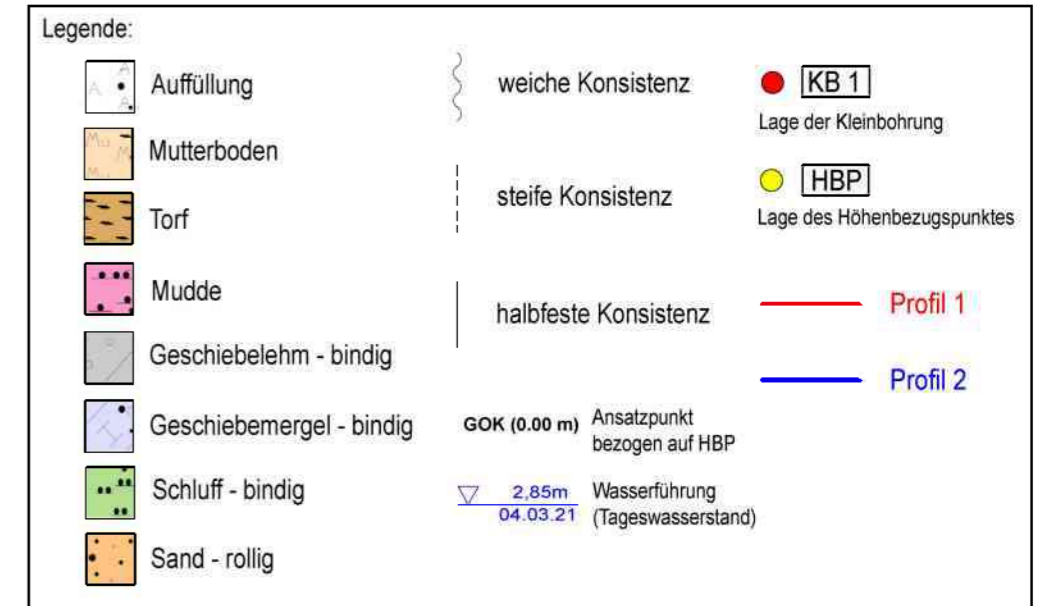 Legende:
Auffüllung
Mutterboden
Torf
Mudde
Geschiebelehm - bindig
Geschiebemergel - bindig
Schluff - bindig
Sand - rollig
weiche Konsistenz
steife Konsistenz
halbfeste Konsistenz
GOK (0.00 m) Ansatzpunkt
bezogen auf HBP
2,85m Wasserführung
04.03.21 (Tageswasserstand)
KB 1
Lage der Kleinbohrung
HBP
Lage des Höhenbezugspunktes
Profil 1
Profil 2